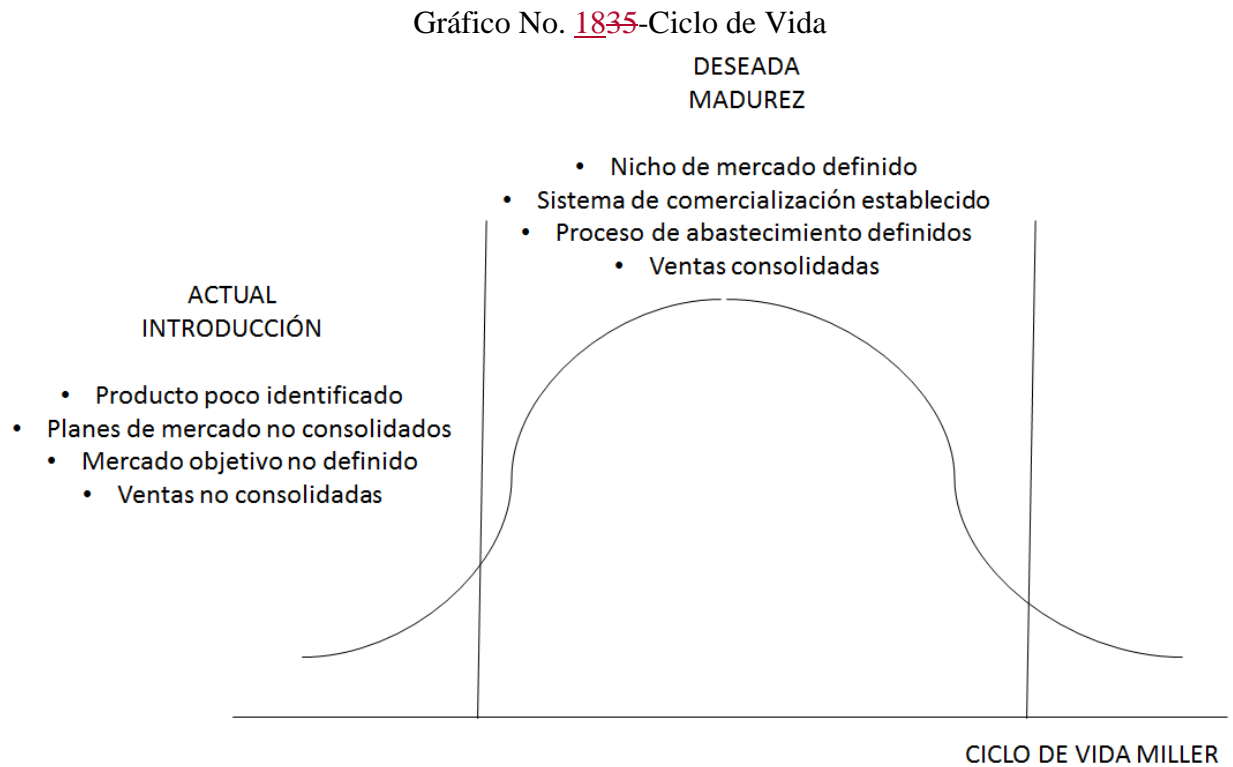 Gráfico No. 1835-Ciclo de Vida
DESEADA
MADUREZ
• Nicho de mercado definido
• Sistema de comercialización establecido
• Proceso de abastecimiento definidos
• Ventas consolidadas
ACTUAL
INTRODUCCIÓN
• Producto poco identificado
• Planes de mercado no consolidados
• Mercado objetivo no definido
• Ventas no consolidadas
CICLO DE VIDA MILLER